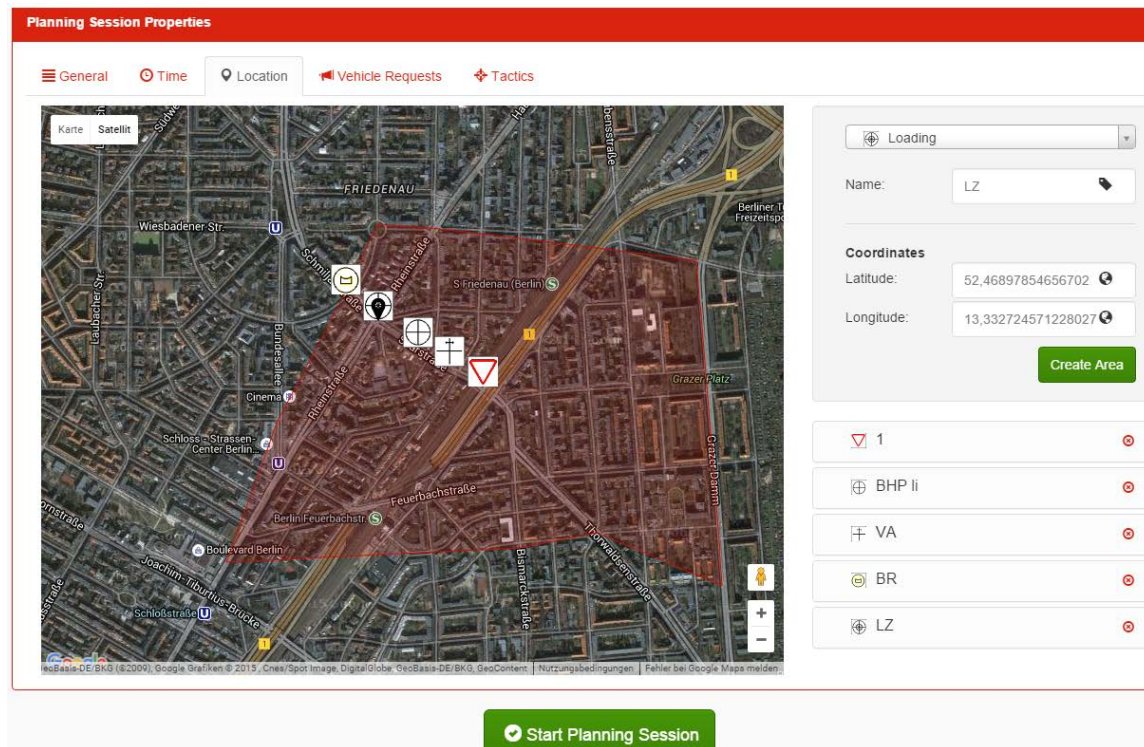 Planning Session Properties
General
Time
Location
Vehicle Requests
Tactics
Karte
Satellit
FRIEDENAU
1
Wiesbadener Str.
U
Laubacher Str.
Rheinstraße
S Friedenau (Berlin)
S
Bundesallee
1
Grazer Platz
Cinema
Rheinstraße
Schloss - Strassen-
Center Berlin...
U
Grazer Damm
Feuerbachstraße
Berlin Feuerbachstr.
S
Boulevard Berlin
Thorwaldsenstraße
Bismarckstraße
Joachim-Tiburtius-Brücke
Schloßstraße
U
1
+
−
GeoBasis-DE/BKG (©2009), Google Grafiken © 2015, Cnes/Spot Image, DigitalGlobe, GeoBasis-DE/BKG, GeoContent
Nutzungsbedingungen
Fehler bei Google Maps melden
Loading
Name:
LZ
Coordinates
Latitude:
52,46897854656702
Longitude:
13,332724571228027
Create Area
1
BHP li
VA
BR
LZ
Start Planning Session